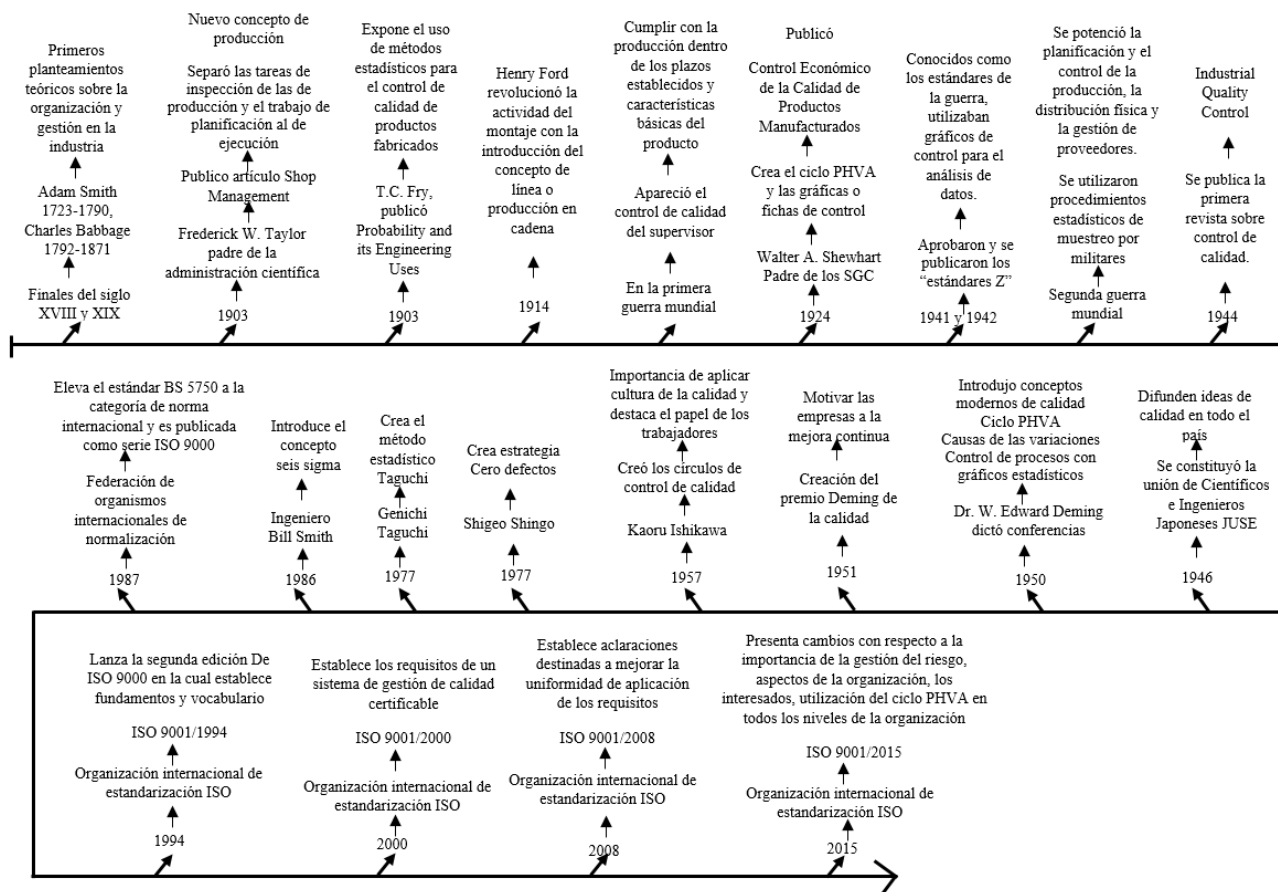 Primeros
planteamientos
teóricos sobre la
organización y
gestión en la
industria
Adam Smith
1723-1790,
Charles Babbage
1792-1871
Finales del siglo
XVIII y XIX
Nuevo concepto de
producción
Separó las tareas de
inspección de las de
producción y el trabajo de
planificación al de
ejecución
Publico artículo Shop
Management
Frederick W. Taylor
padre de la
administración científica
1903
Expone el uso de
métodos
estadísticos para
el control de
calidad de
productos
fabricados
T.C. Fry,
publicó
Probability and
its Engineering
Uses
1903
Henry Ford
revolucionó la
actividad del
montaje con la
introducción del
concepto de
línea o
producción en
cadena
1914
Cumplir con la
producción dentro
de los plazos
establecidos y
características
básicas del
producto
Apareció el
control de calidad
del supervisor
En la primera
guerra mundial
Publicó
Control Económico
de la Calidad de
Productos
Manufacturados
Crea el ciclo PHVA
y las gráficas o
fichas de control
Walter A. Shewhart
Padre de los SGC
1924
Conocidos como
los estándares de
la guerra,
utilizaban
gráficos de
control para el
análisis de
datos.
Aprobaron y se
publicaron los
“estándares Z”
1941 y 1942
Se potenció la
planificación y el
control de la
producción, la
distribución física y
la gestión de
proveedores.
Se utilizaron
procedimientos
estadísticos de
muestreo por
militares
Segunda guerra
mundial
Industrial
Quality
Control
Se publica la
primera
revista sobre
control de
calidad.
1944
Eleva el estándar BS 5750 a la
categoría de norma
internacional y es publicada
como serie ISO 9000
Federación de
organismos
internacionales de
normalización
1987
Introduce el
concepto
seis sigma
Ingeniero
Bill Smith
1986
Crea el
método
estadístico
Taguchi
Genichi
Taguchi
1977
Crea estrategia
Cero defectos
Shigeo Shingo
1977
Importancia de aplicar
cultura de la calidad y
destaca el papel de los
trabajadores
Creó los círculos de
control de calidad
Kaoru Ishikawa
1957
Motivar las
empresas a la
mejora continua
Creación del
premio Deming de
la calidad
1951
Introdujo conceptos
modernos de calidad
Ciclo PHVA
Causas de las variaciones
Control de procesos con
gráficos estadísticos
Dr. W. Edward Deming
dictó conferencias
1950
Difunden ideas de
calidad en todo el
país
Se constituyó la
unión de Científicos
e Ingenieros
Japoneses JUSE
1946
Lanza la segunda edición De
ISO 9000 en la cual establece
fundamentos y vocabulario
ISO 9001/1994
Organización internacional de
estandarización ISO
1994
Establece los requisitos de un
sistema de gestión de calidad
certificable
ISO 9001/2000
Organización internacional de
estandarización ISO
2000
Establece aclaraciones
destinadas a mejorar la
uniformidad de aplicación
de los requisitos
ISO 9001/2008
Organización internacional de
estandarización ISO
2008
Presenta cambios con respecto a la
importancia de la gestión del riesgo,
aspectos de la organización, los
interesados, utilización del ciclo PHVA en
todos los niveles de la organización
ISO 9001/2015
Organización internacional de
estandarización ISO
2015